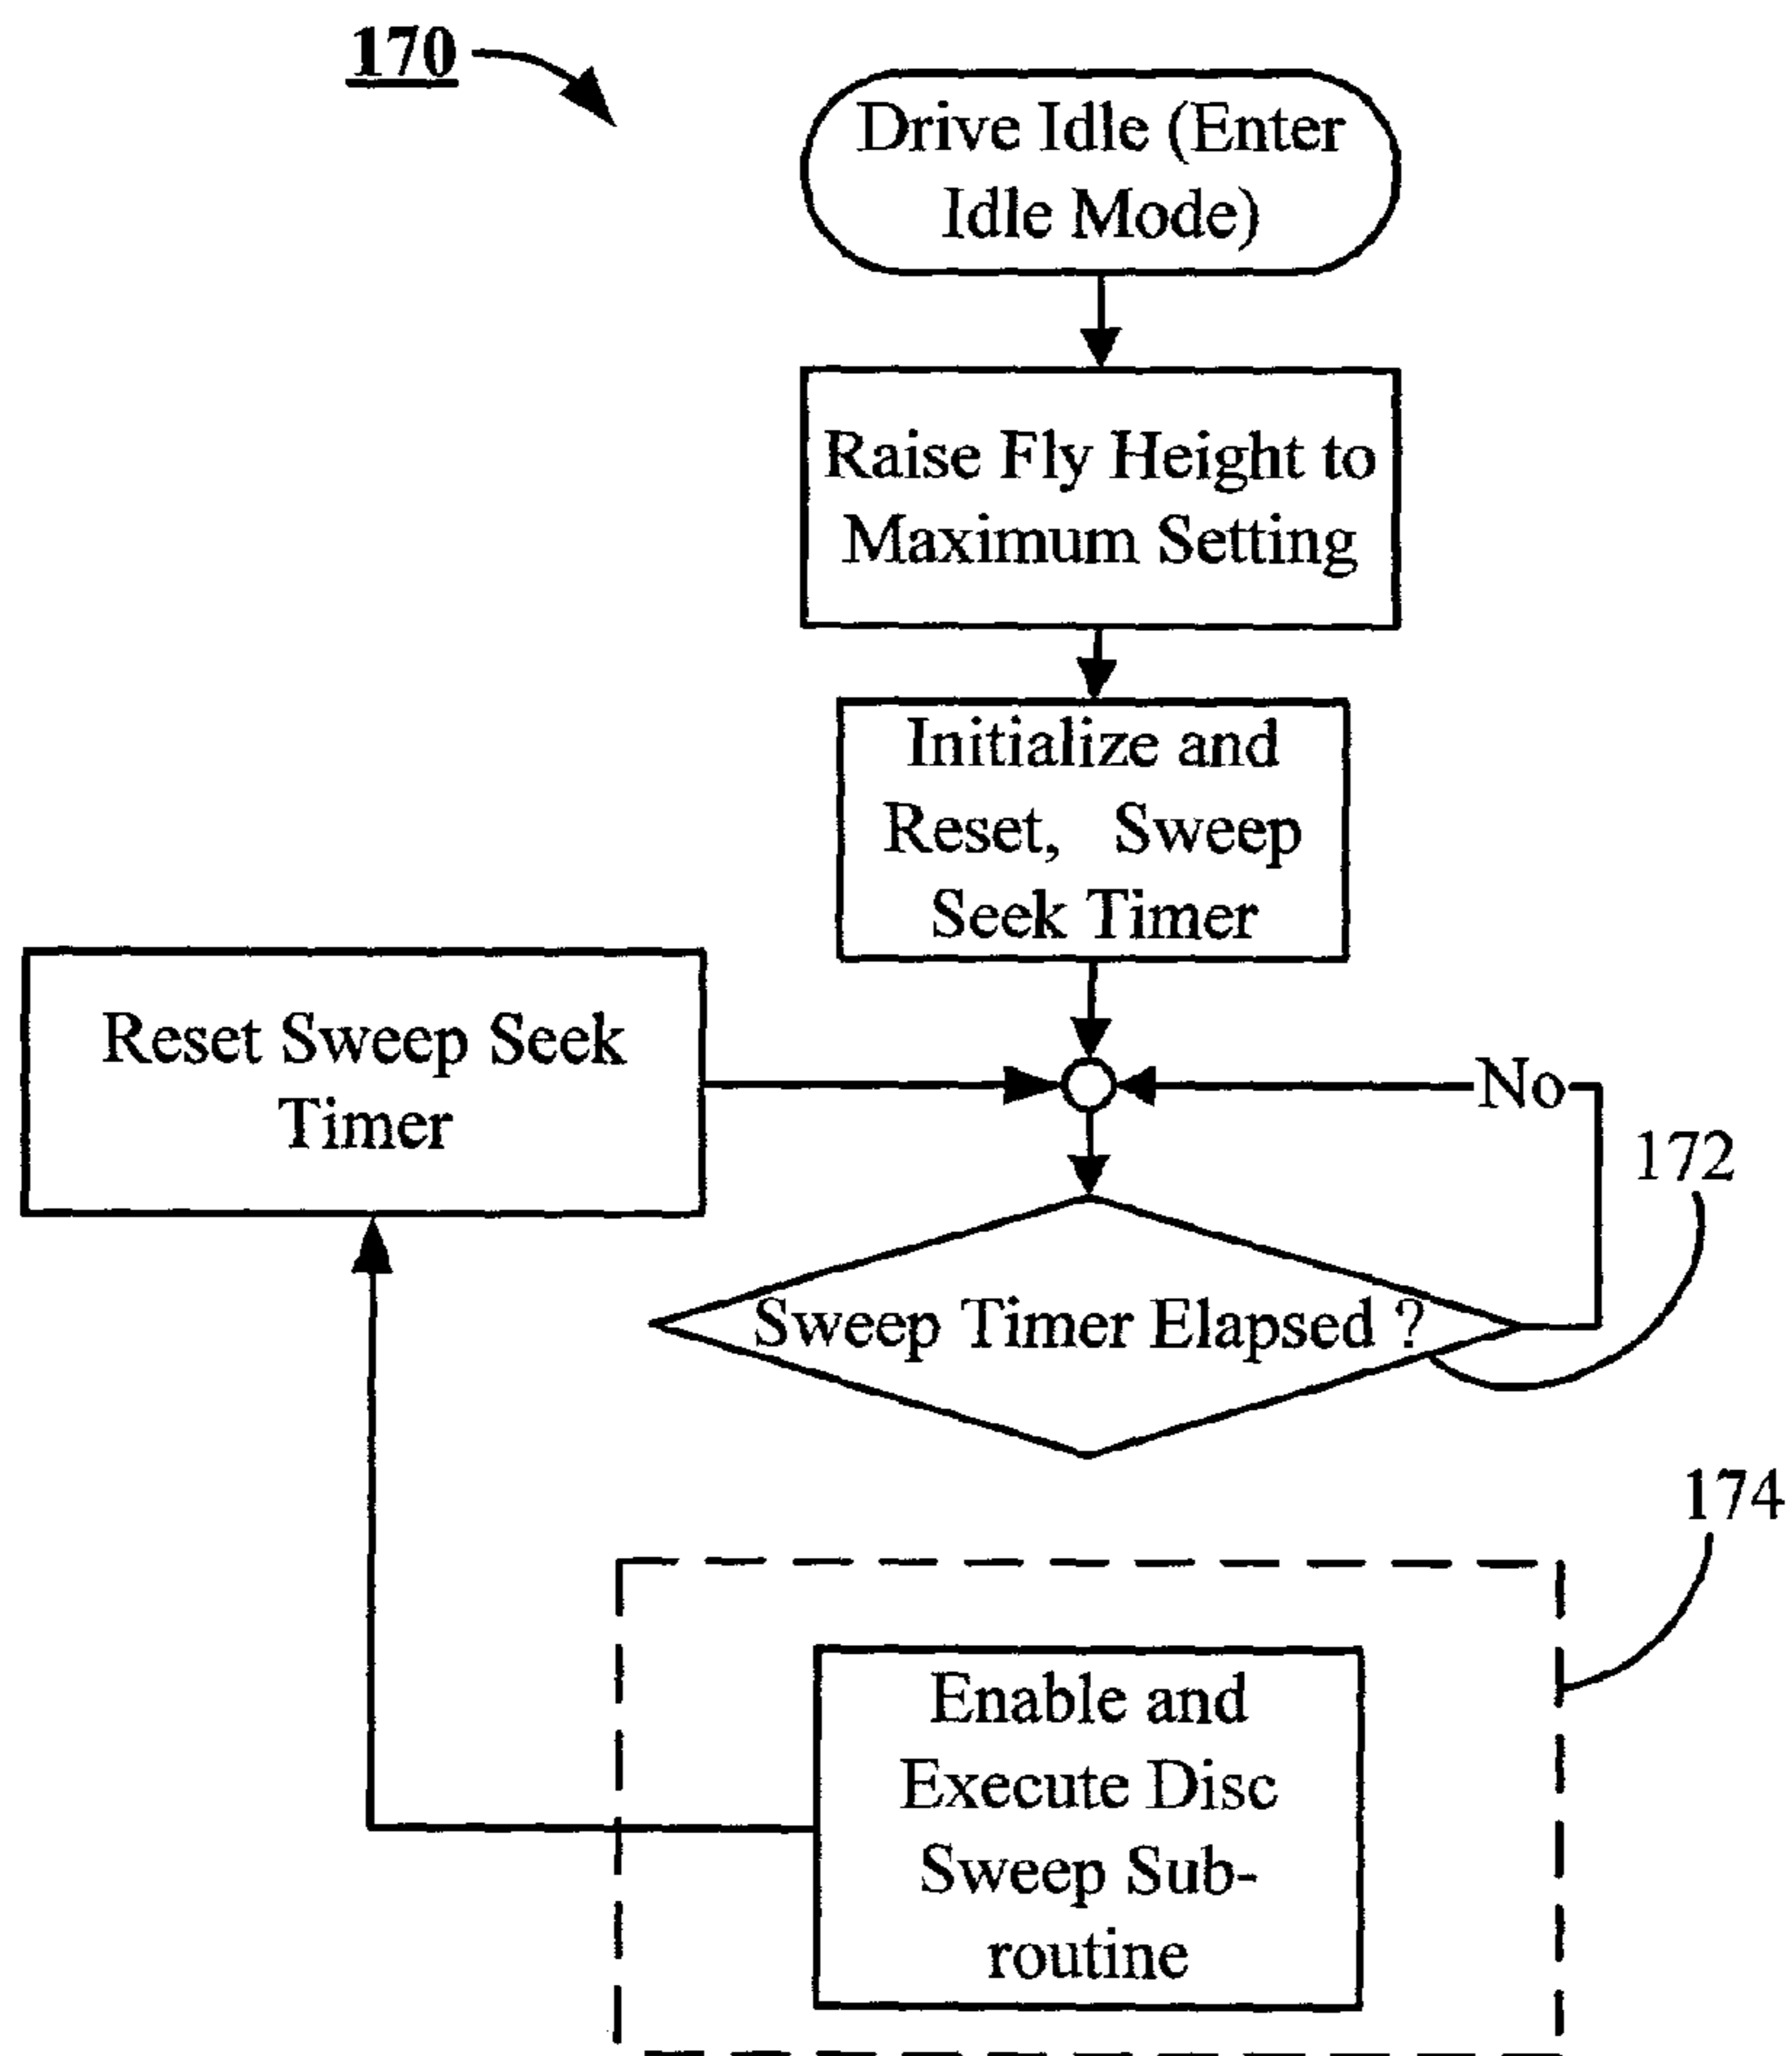 170
Drive Idle (Enter
Idle Mode)
Raise Fly Height to
Maximum Setting
Initialize and
Reset, Sweep
Seek Timer
Reset Sweep Seek
Timer
No
172
Sweep Timer Elapsed ?
174
Enable and
Execute Disc
Sweep Sub-
routine